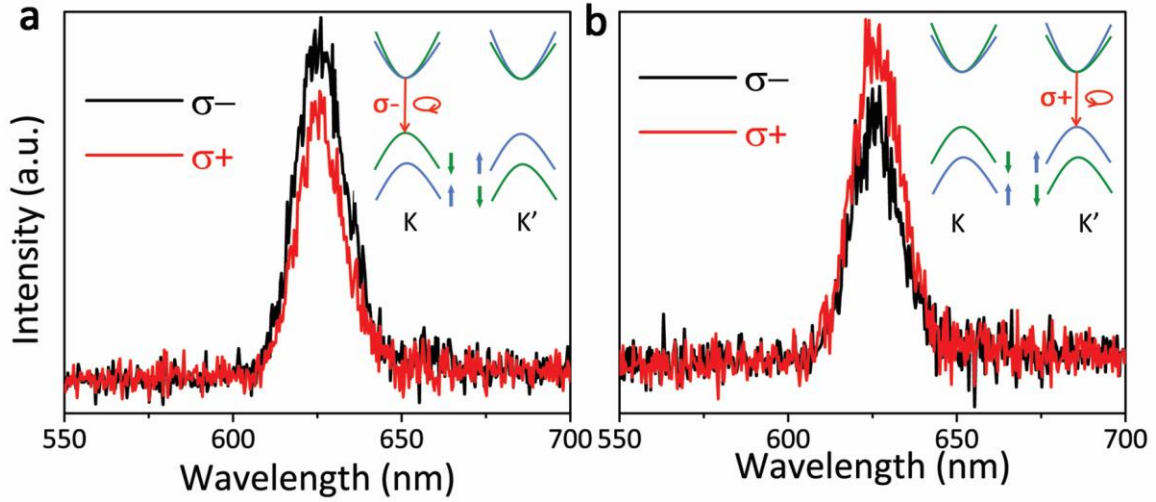 a
σ−
σ+
σ-
K
K’
Intensity (a.u.)
550
600
650
700
Wavelength (nm)
b
σ−
σ+
σ+
K
K’
550
600
650
700
Wavelength (nm)